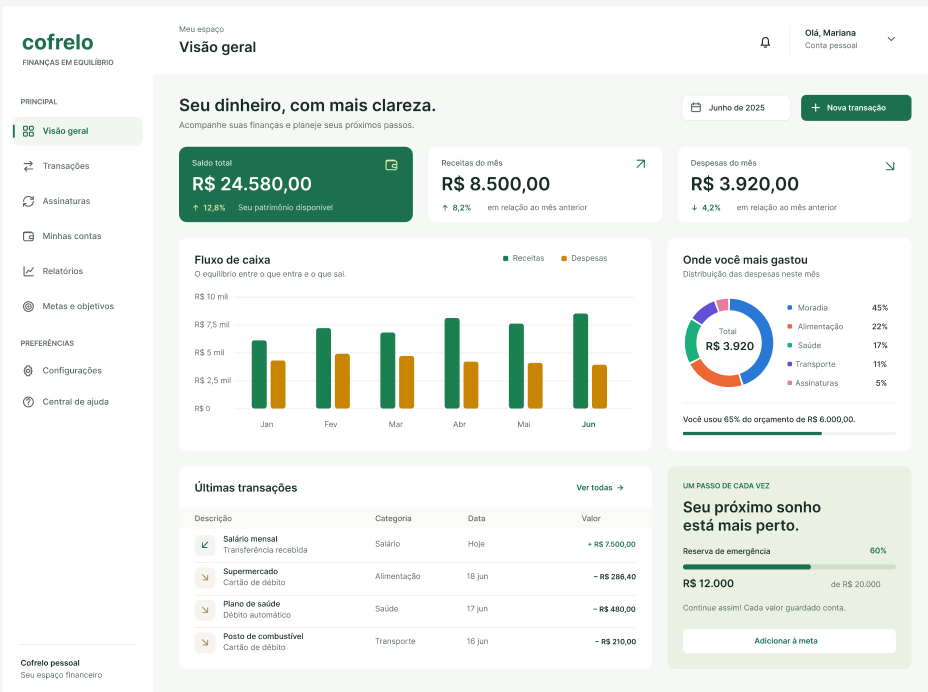 cofrelo
FINANÇAS EM EQUILÍBRIO
PRINCIPAL
Visão geral
Transações
Assinaturas
Minhas contas
Relatórios
Metas e objetivos
PREFERÊNCIAS
Configurações
Central de ajuda
Cofrelo pessoal
Seu espaço financeiro
Meu espaço
Visão geral
Olá, Mariana
Conta pessoal
Seu dinheiro, com mais clareza.
Acompanhe suas finanças e planeje seus próximos passos.
Junho de 2025
+ Nova transação
Saldo total
R$ 24.580,00
↑ 12,8% Seu patrimônio disponível
Receitas do mês
R$ 8.500,00
↑ 8,2% em relação ao mês anterior
Despesas do mês
R$ 3.920,00
↓ 4,2% em relação ao mês anterior
Fluxo de caixa
O equilíbrio entre o que entra e o que sai.
Receitas Despesas
R$ 10 mil
R$ 7,5 mil
R$ 5 mil
R$ 2,5 mil
R$ 0
Jan Fev Mar Abr Mai Jun
Onde você mais gastou
Distribuição das despesas neste mês
Total
R$ 3.920
Moradia 45%
Alimentação 22%
Saúde 17%
Transporte 11%
Assinaturas 5%
Você usou 65% do orçamento de R$ 6.000,00.
Últimas transações
Ver todas →
Descrição Categoria Data Valor
Salário mensal
Transferência recebida
Salário Hoje + R$ 7.500,00
Supermercado
Cartão de débito
Alimentação 18 jun − R$ 286,40
Plano de saúde
Débito automático
Saúde 17 jun − R$ 480,00
Posto de combustível
Cartão de débito
Transporte 16 jun − R$ 210,00
UM PASSO DE CADA VEZ
Seu próximo sonho
está mais perto.
Reserva de emergência 60%
R$ 12.000 de R$ 20.000
Continue assim! Cada valor guardado conta.
Adicionar à meta